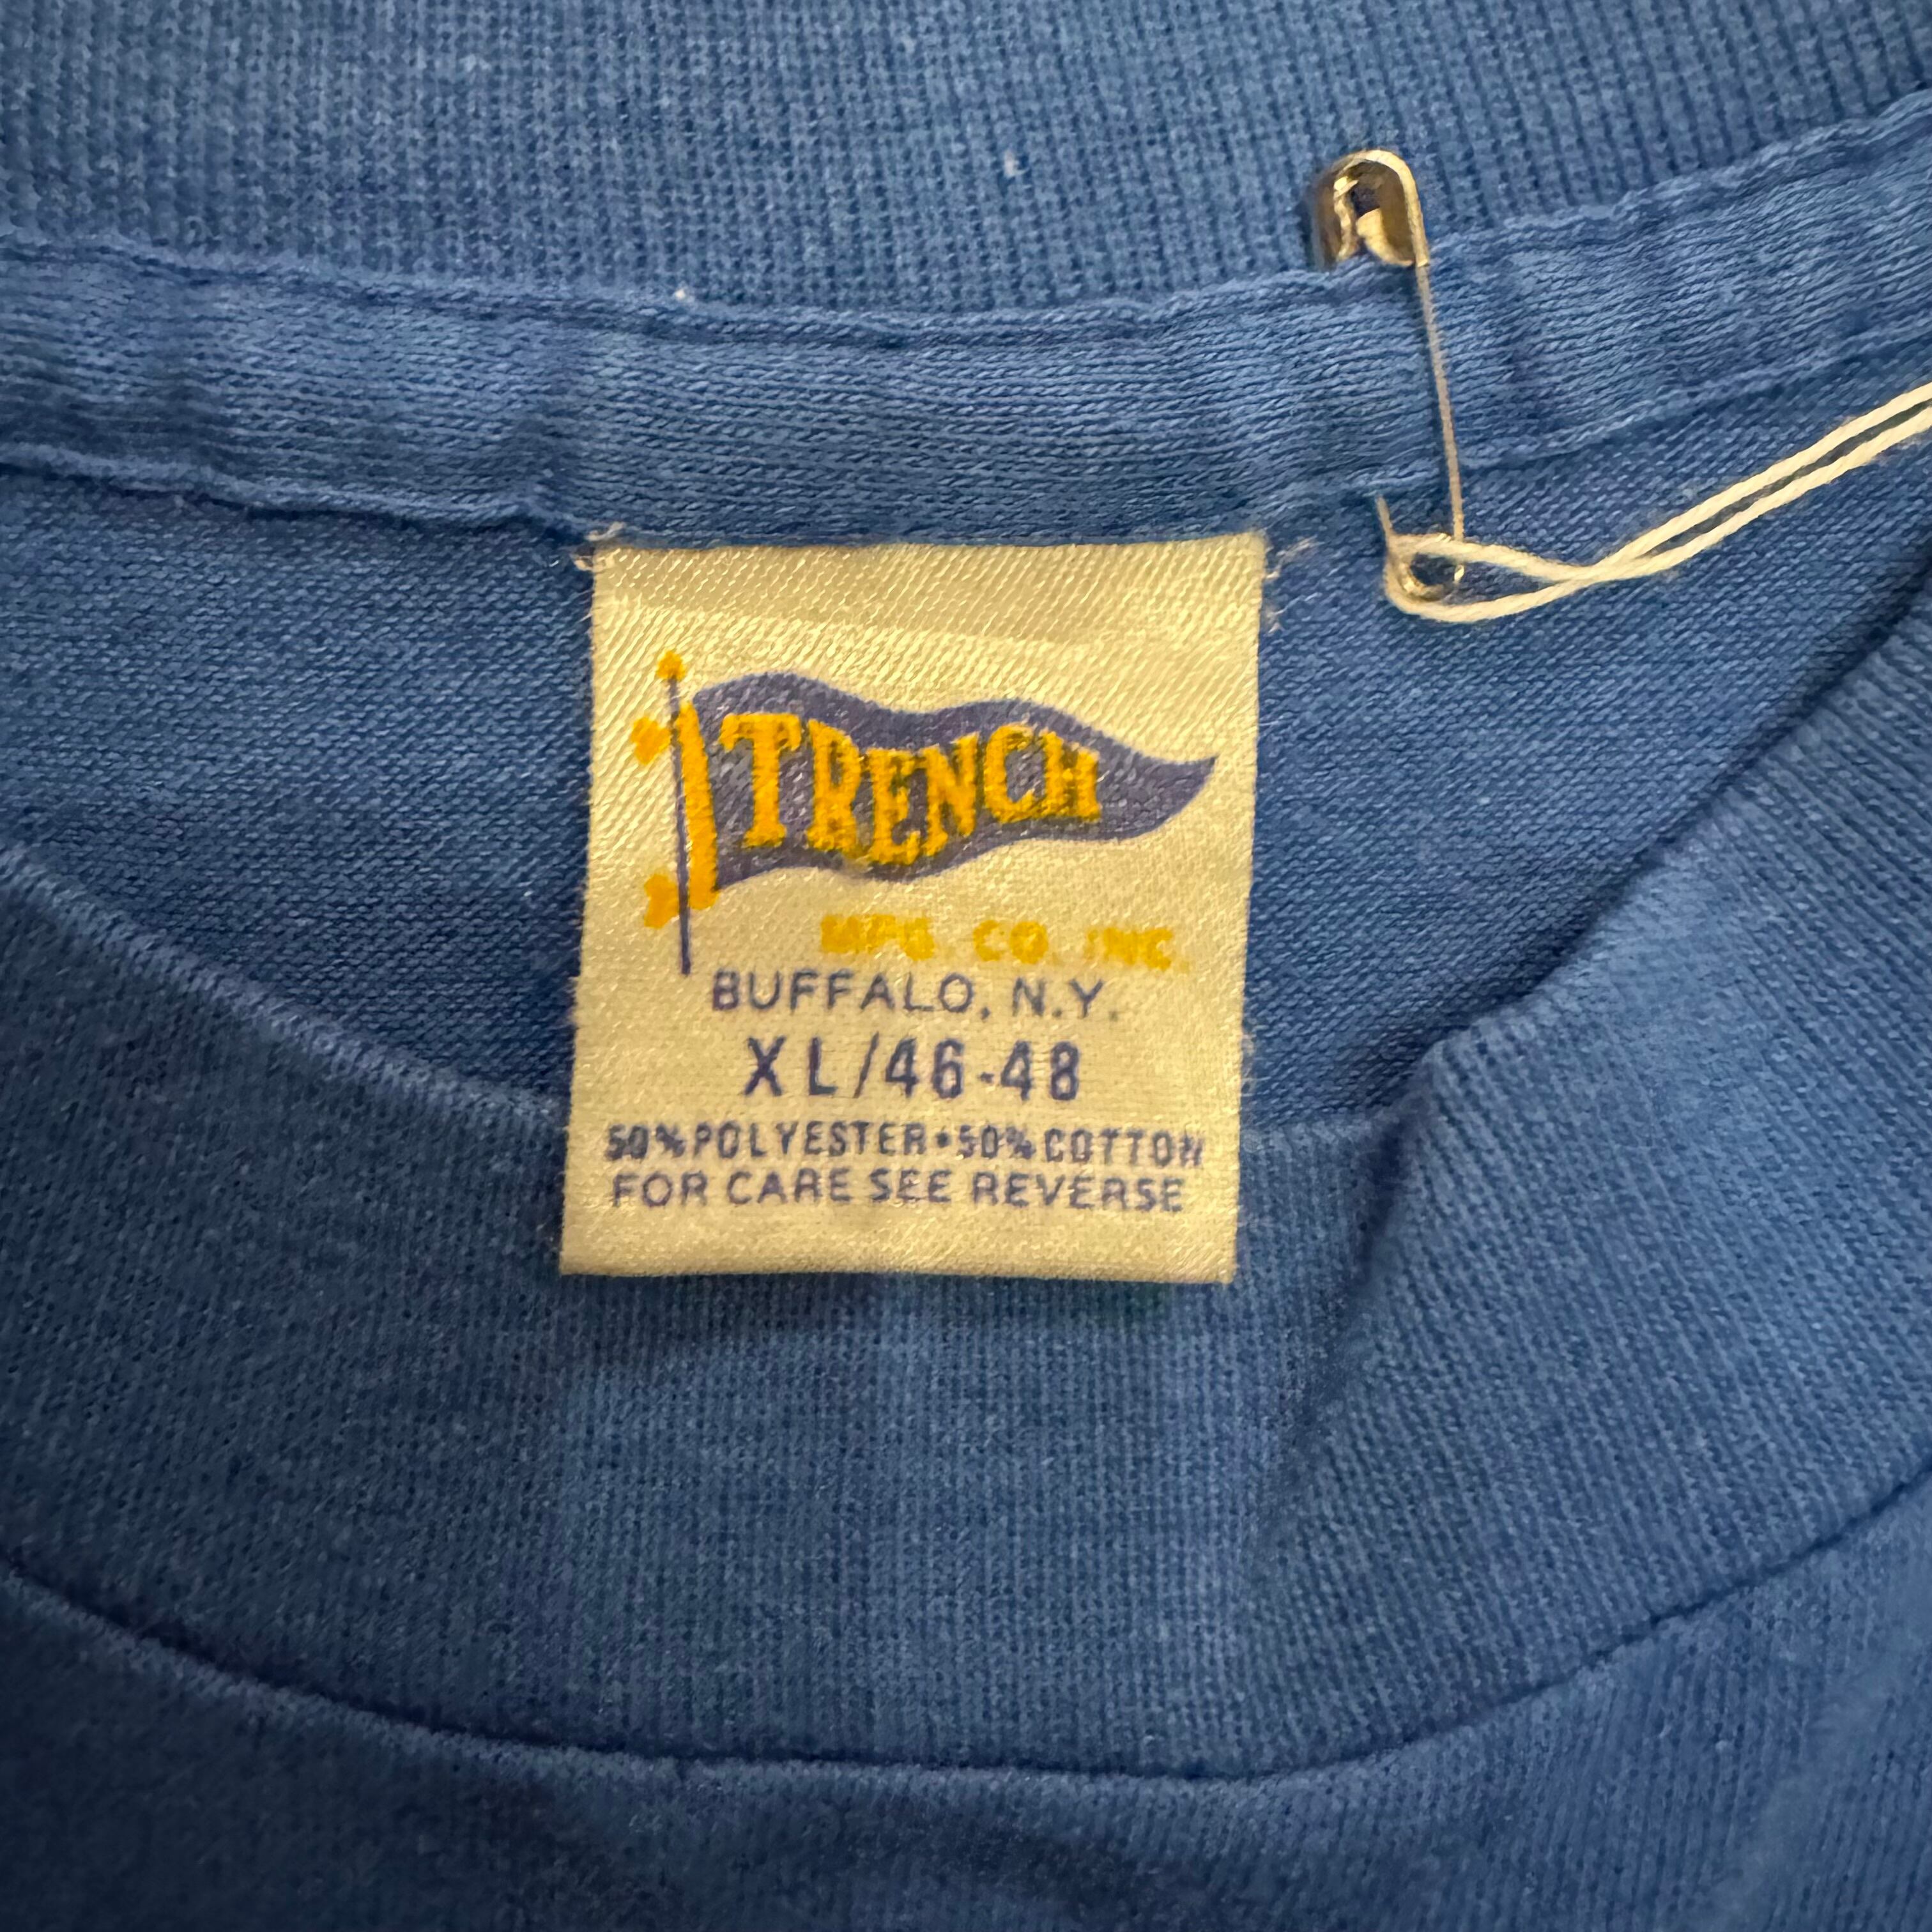 TRENCH
MFG. CO. INC.
BUFFALO, N.Y.
XL/46-48
50% POLYESTER•50% COTTON
FOR CARE SEE REVERSE